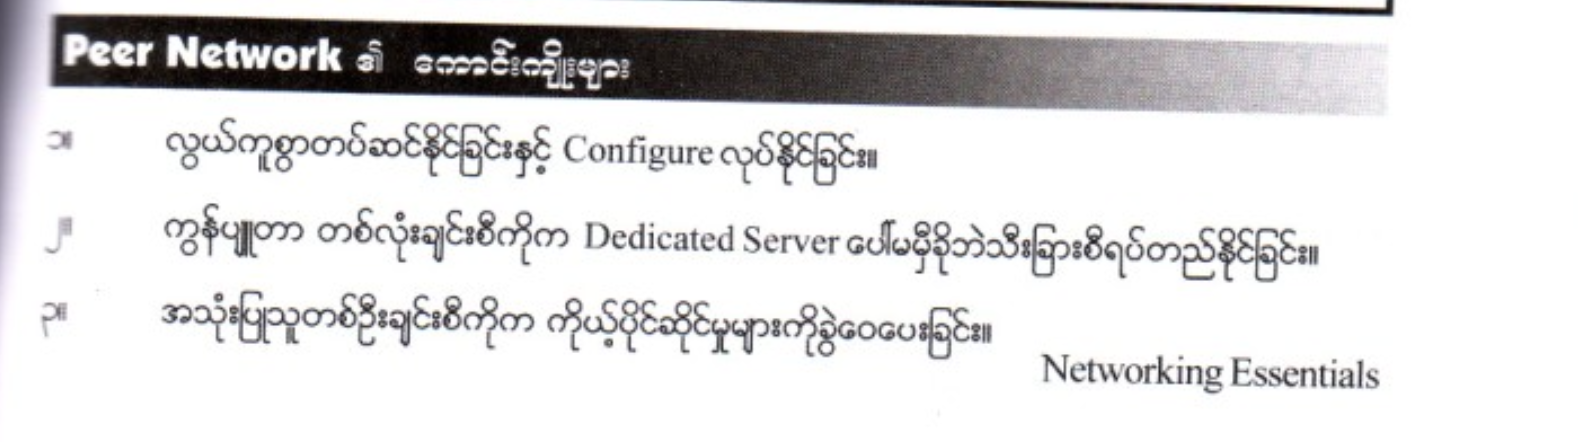 Peer Network ၏ ကောင်းကျိုးများ
၁။ လွယ်ကူစွာတပ်ဆင်နိုင်ခြင်းနှင့် Configure လုပ်နိုင်ခြင်း။
၂။ ကွန်ပျူတာ တစ်လုံးချင်းစီကိုက Dedicated Server ပေါ်မမှီခိုဘဲသီးခြားစီရပ်တည်နိုင်ခြင်း။
၃။ အသုံးပြုသူတစ်ဦးချင်းစီကိုက ကိုယ့်ပိုင်ဆိုင်မှုများကိုခွဲဝေပေးခြင်း။
Networking Essentials